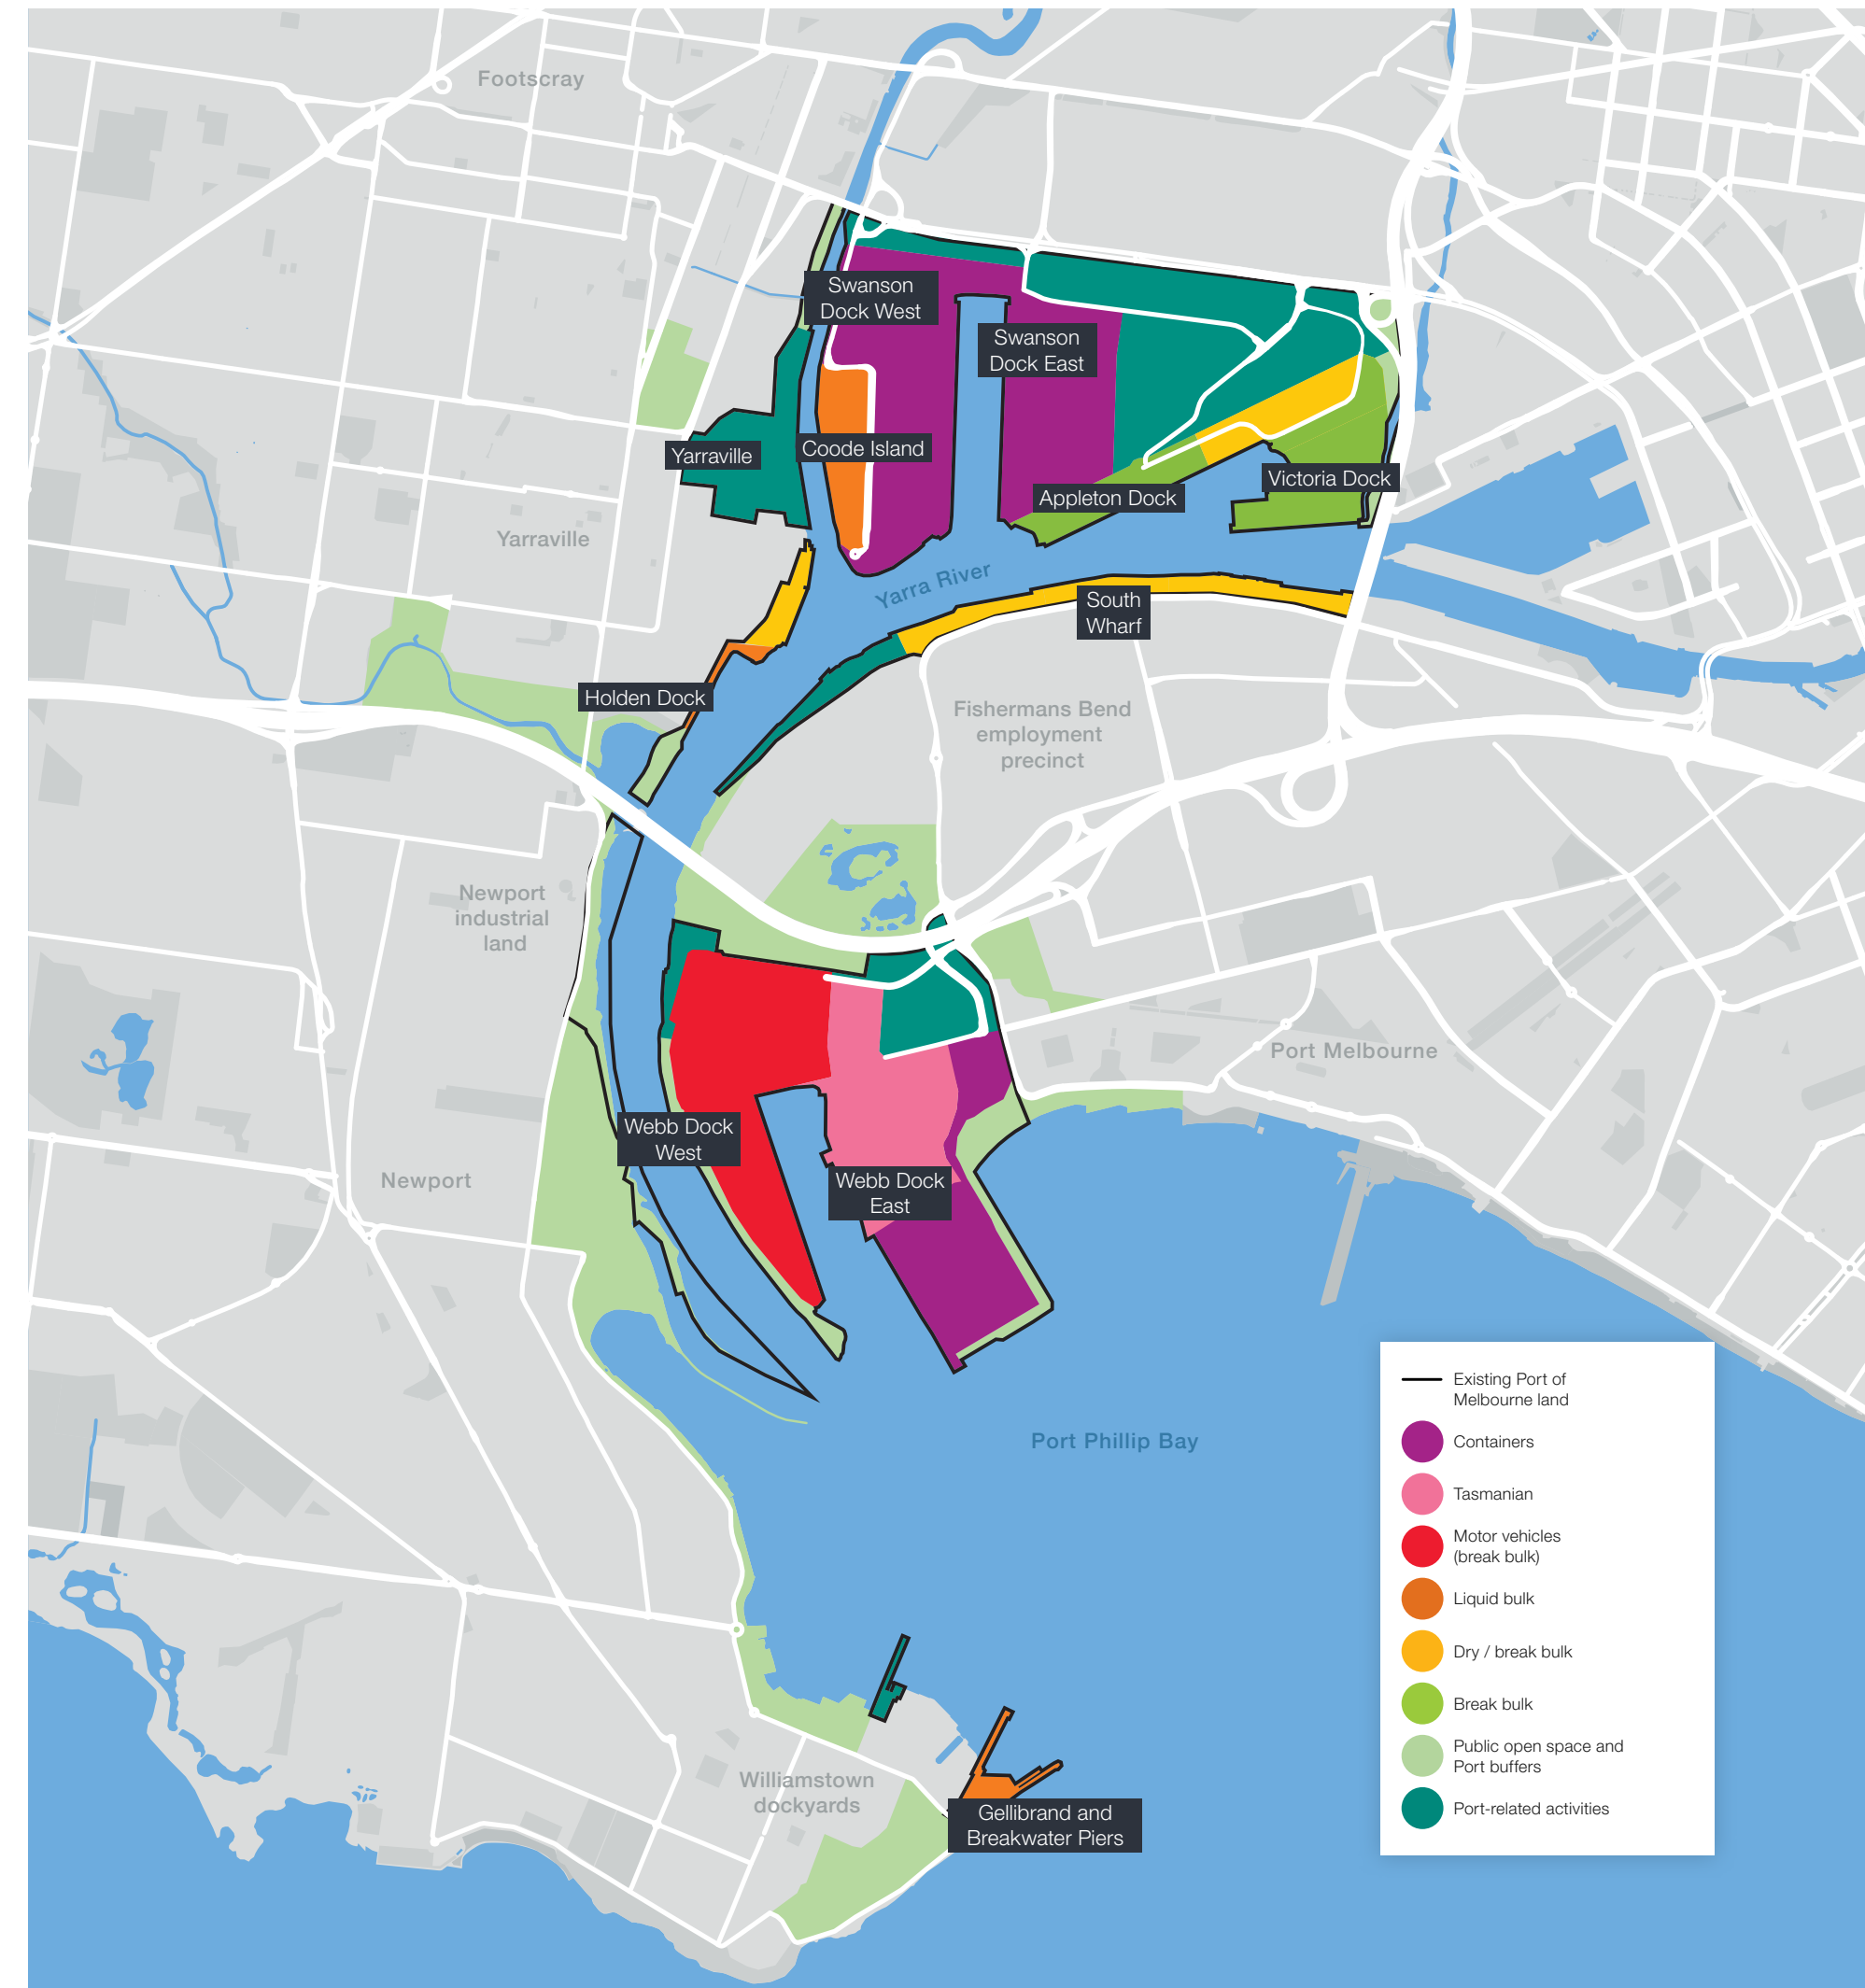 Footscray
Swanson
Dock West
Swanson
Dock East
Coode Island
Yarraville
Victoria Dock
Appleton Dock
Yarraville
Yarra River
South
Wharf
Holden Dock
Fishermans Bend
employment
precinct
Newport
industrial
land
Port Melbourne
Webb Dock
West
Newport
Webb Dock
East
Port Phillip Bay
Existing Port of
Melbourne land
Containers
Tasmanian
Motor vehicles
(break bulk)
Liquid bulk
Dry / break bulk
Break bulk
Public open space and
Port buffers
Port-related activities
Williamstown
dockyards
Gellibrand and
Breakwater Piers